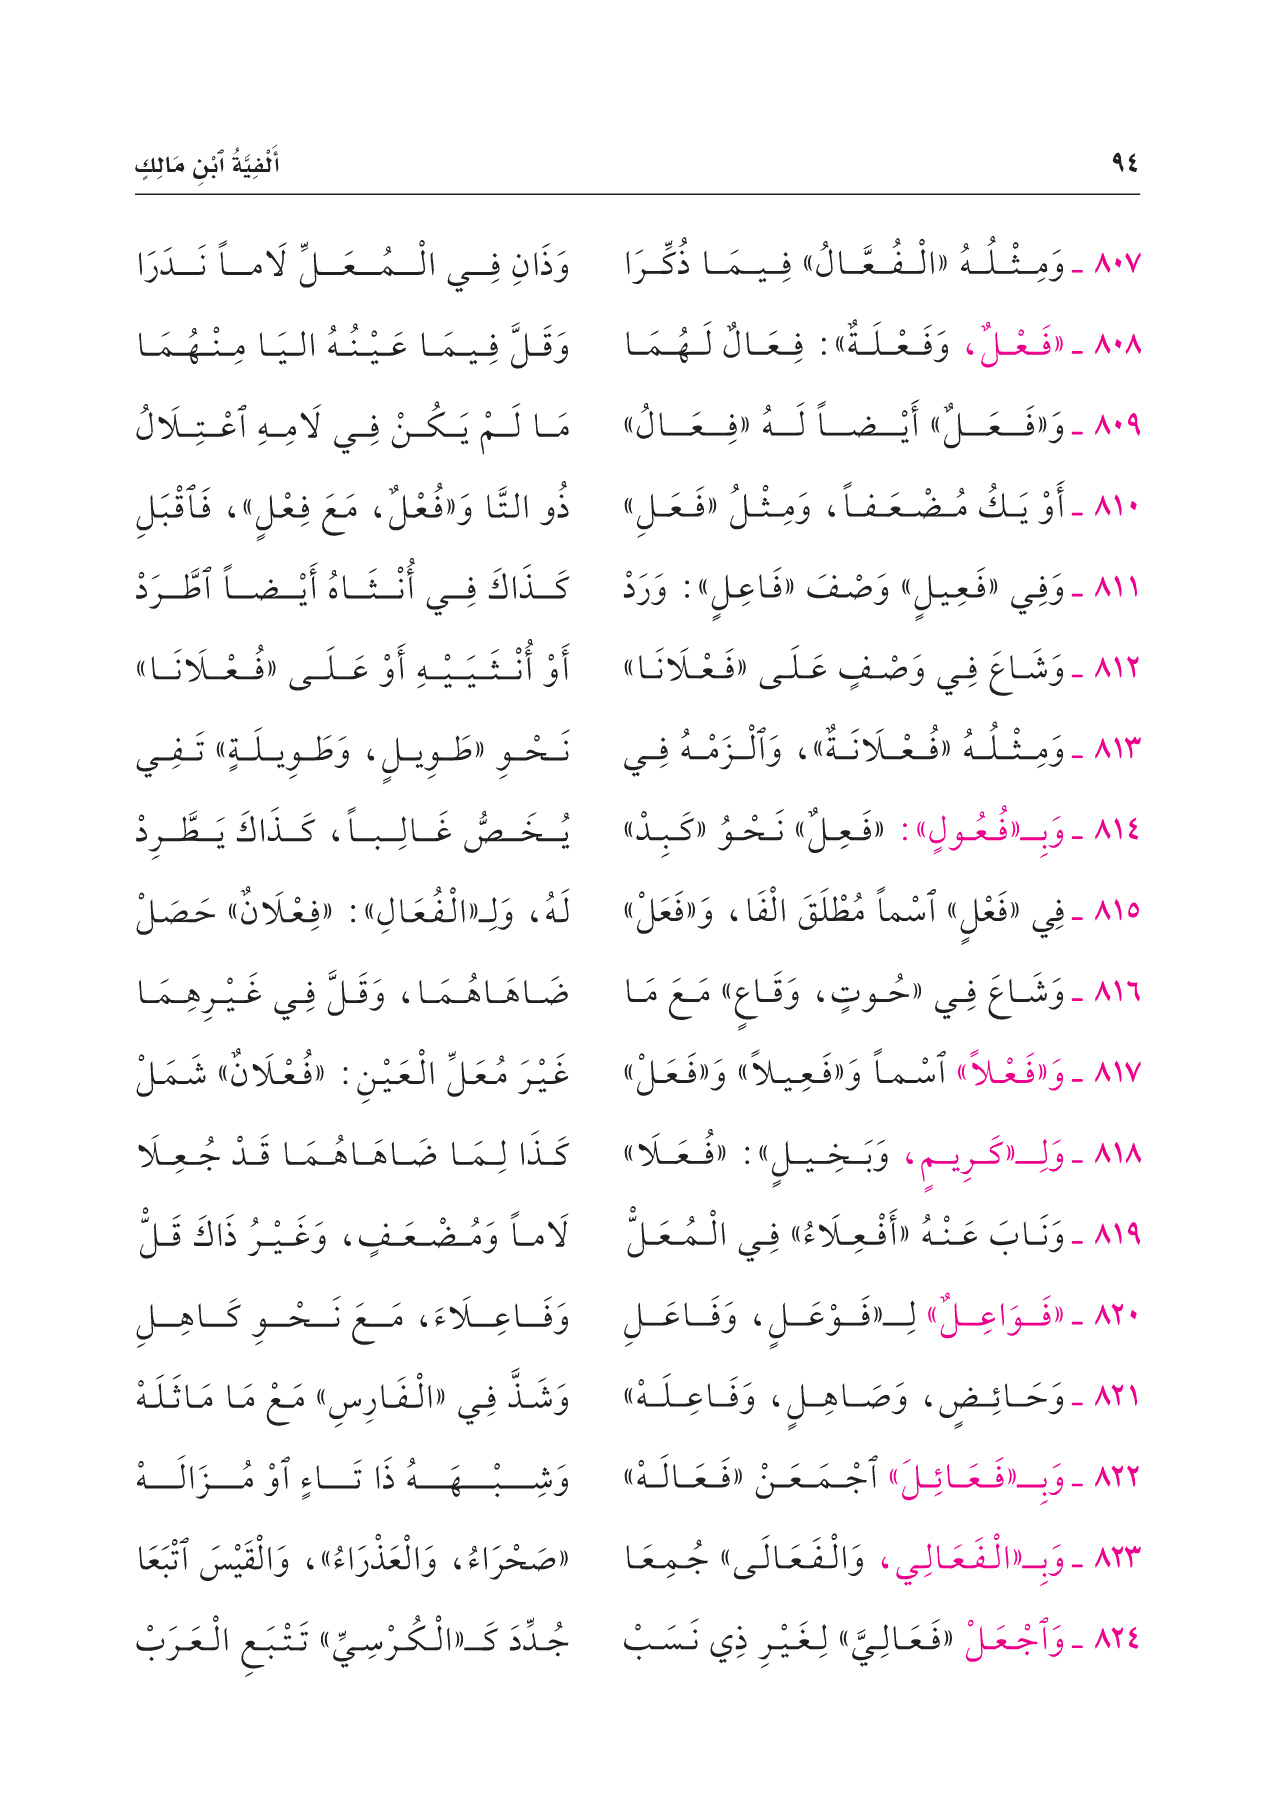 ٩٤ أَلْفِيَّةُ ٱبْنِ مَالِكٍ
٨٠٧ ـ وَمِثْلُهُ «الْفُعَّالُ» فِيمَا ذُكِّرَا وَذَانِ فِي الْمُعَلِّ لَاماً نَدَرَا
٨٠٨ ـ «فَعْلٌ، وَفَعْلَةٌ»: فِعَالٌ لَهُمَا وَقَلَّ فِيمَا عَيْنُهُ اليَا مِنْهُمَا
٨٠٩ ـ وَ«فَعَلٌ» أَيْضاً لَهُ «فِعَالُ» مَا لَمْ يَكُنْ فِي لَامِهِ ٱعْتِلَالُ
٨١٠ ـ أَوْ يَكُ مُضْعَفاً، وَمِثْلُ «فَعَلِ» ذُو التَّا وَ«فُعْلٌ، مَعَ فِعْلٍ»، فَٱقْبَلِ
٨١١ ـ وَفِي «فَعِيلٍ» وَصْفَ «فَاعِلٍ»: وَرَدْ كَذَاكَ فِي أُنْثَاهُ أَيْضاً ٱطَّرَدْ
٨١٢ ـ وَشَاعَ فِي وَصْفٍ عَلَى «فَعْلَانَا» أَوْ أُنْثَيَيْهِ أَوْ عَلَى «فُعْلَانَا»
٨١٣ ـ وَمِثْلُهُ «فُعْلَانَةٌ»، وَٱلْزَمْهُ فِي نَحْوِ «طَوِيلٍ، وَطَوِيلَةٍ» تَفِي
٨١٤ ـ وَبِـ«فُعُولٍ»: «فَعِلٌ» نَحْوُ «كَبِدْ» يُخَصُّ غَالِباً، كَذَاكَ يَطَّرِدْ
٨١٥ ـ فِي «فَعْلٍ» ٱسْماً مُطْلَقَ الْفَا، وَ«فَعَلْ» لَهُ، وَلِـ«الْفُعَالِ»: «فِعْلَانٌ» حَصَلْ
٨١٦ ـ وَشَاعَ فِي «حُوتٍ، وَقَاعٍ» مَعَ مَا ضَاهَاهُمَا، وَقَلَّ فِي غَيْرِهِمَا
٨١٧ ـ وَ«فَعْلاً» ٱسْماً وَ«فَعِيلاً» وَ«فَعَلْ» غَيْرَ مُعَلِّ الْعَيْنِ: «فُعْلَانٌ» شَمَلْ
٨١٨ ـ وَلِـ«كَرِيمٍ، وَبَخِيلٍ»: «فُعَلَا» كَذَا لِمَا ضَاهَاهُمَا قَدْ جُعِلَا
٨١٩ ـ وَنَابَ عَنْهُ «أَفْعِلَاءُ» فِي الْمُعَلّْ لَاماً وَمُضْعَفٍ، وَغَيْرُ ذَاكَ قَلّْ
٨٢٠ ـ «فَوَاعِلٌ» لِـ«فَوْعَلٍ، وَفَاعَلِ وَفَاعِلَاءَ، مَعَ نَحْوِ كَاهِلِ
٨٢١ ـ وَحَائِضٍ، وَصَاهِلٍ، وَفَاعِلَهْ» وَشَذَّ فِي «الْفَارِسِ» مَعْ مَا مَاثَلَهْ
٨٢٢ ـ وَبِـ«فَعَائِلَ» ٱجْمَعَنْ «فَعَالَهْ» وَشِبْهَهُ ذَا تَاءٍ ٱوْ مُزَالَهْ
٨٢٣ ـ وَبِـ«الْفَعَالِي، وَالْفَعَالَى» جُمِعَا «صَحْرَاءُ، وَالْعَذْرَاءُ»، وَالْقَيْسَ ٱتْبَعَا
٨٢٤ ـ وَٱجْعَلْ «فَعَالِيَّ» لِغَيْرِ ذِي نَسَبْ جُدِّدَ كَـ«الْكُرْسِيِّ» تَتْبَعِ الْعَرَبْ